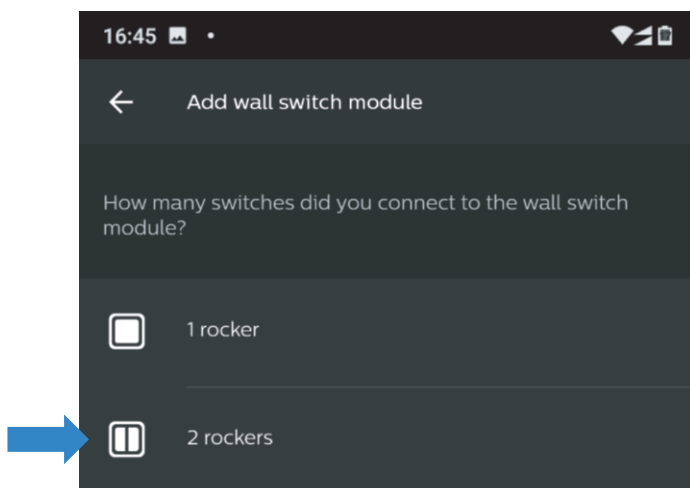 16:45
Add wall switch module
How many switches did you connect to the wall switch
module?
1 rocker
2 rockers